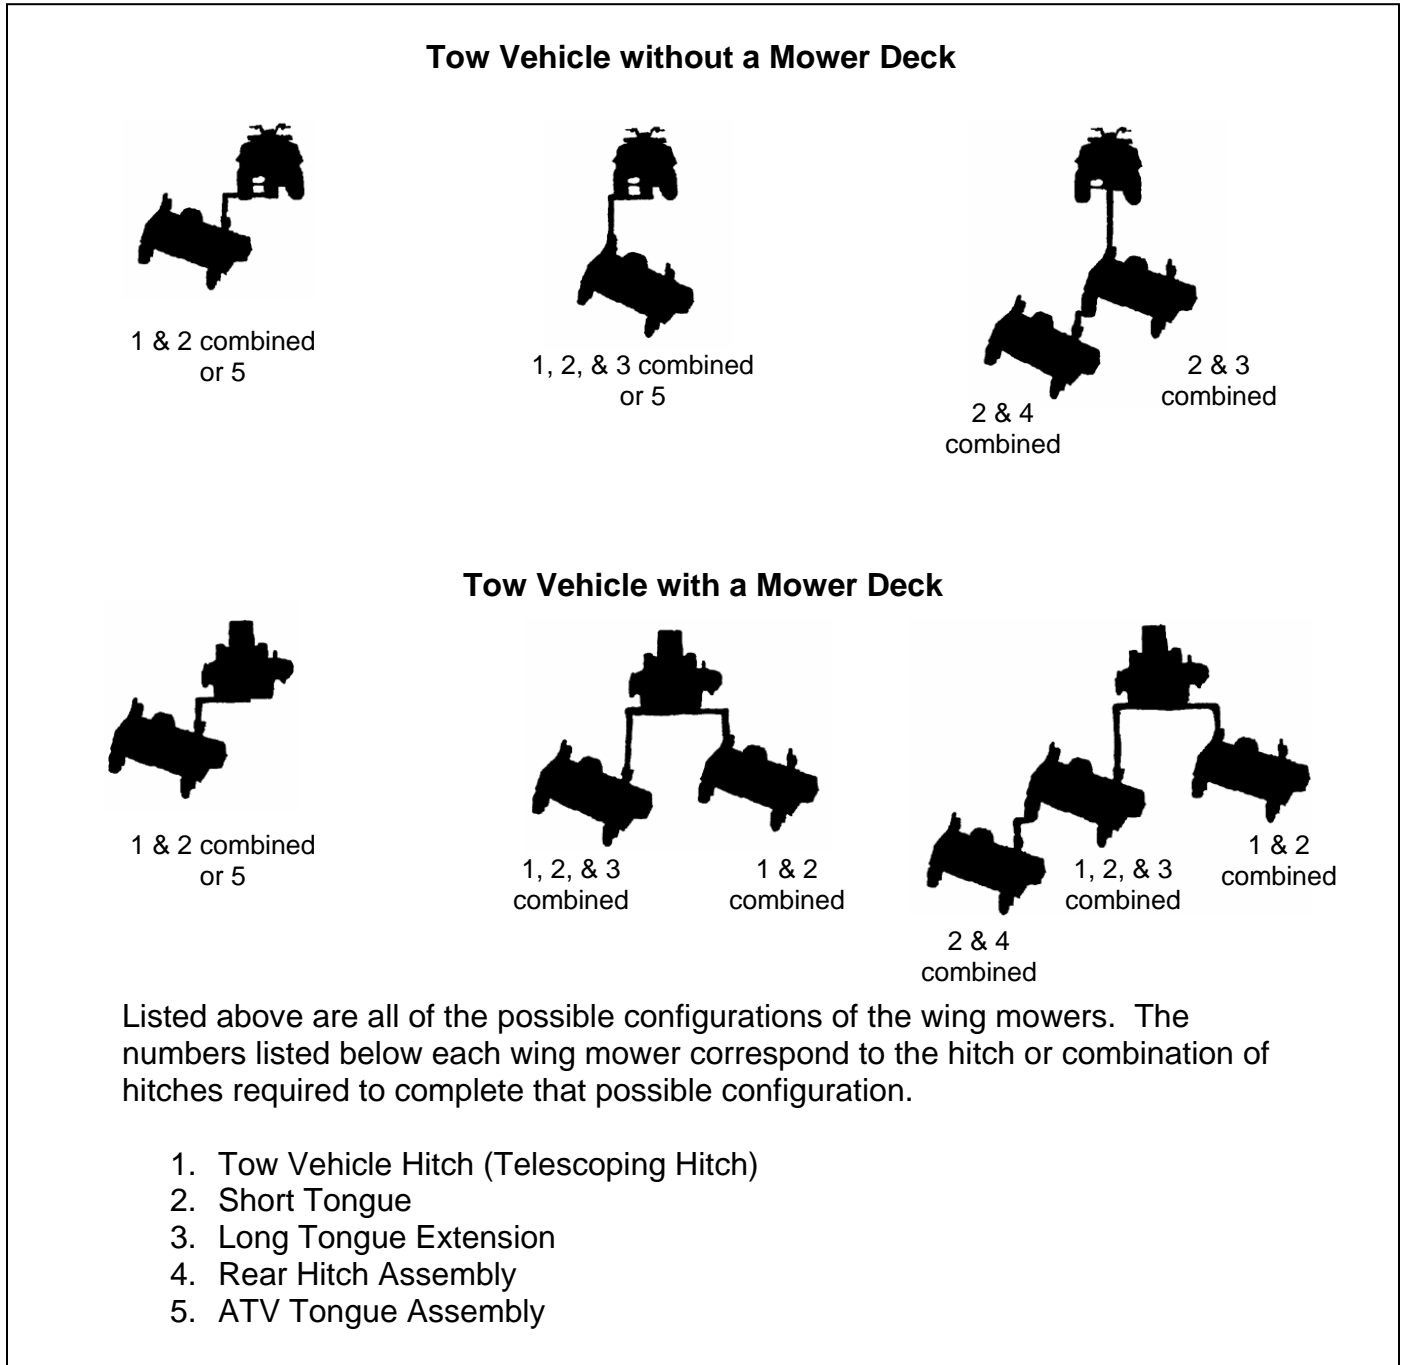 Tow Vehicle without a Mower Deck
1 & 2 combined
or 5
1, 2, & 3 combined
or 5
2 & 4
combined
2 & 3
combined
Tow Vehicle with a Mower Deck
1 & 2 combined
or 5
1, 2, & 3
combined
1 & 2
combined
2 & 4
combined
1, 2, & 3
combined
1 & 2
combined
Listed above are all of the possible configurations of the wing mowers. The
numbers listed below each wing mower correspond to the hitch or combination of
hitches required to complete that possible configuration.
1. Tow Vehicle Hitch (Telescoping Hitch)
2. Short Tongue
3. Long Tongue Extension
4. Rear Hitch Assembly
5. ATV Tongue Assembly